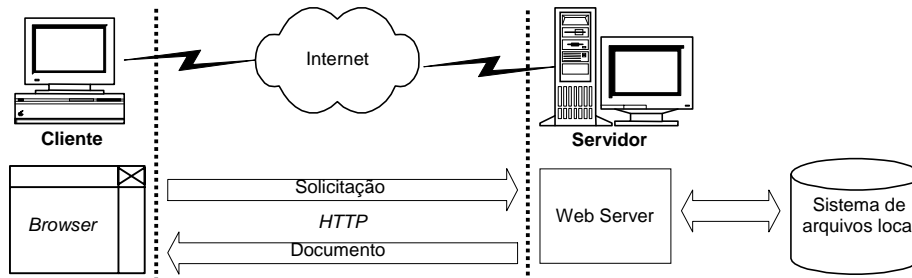 Internet
Cliente
Servidor
Browser
Solicitação
HTTP
Documento
Web Server
Sistema de
arquivos loca